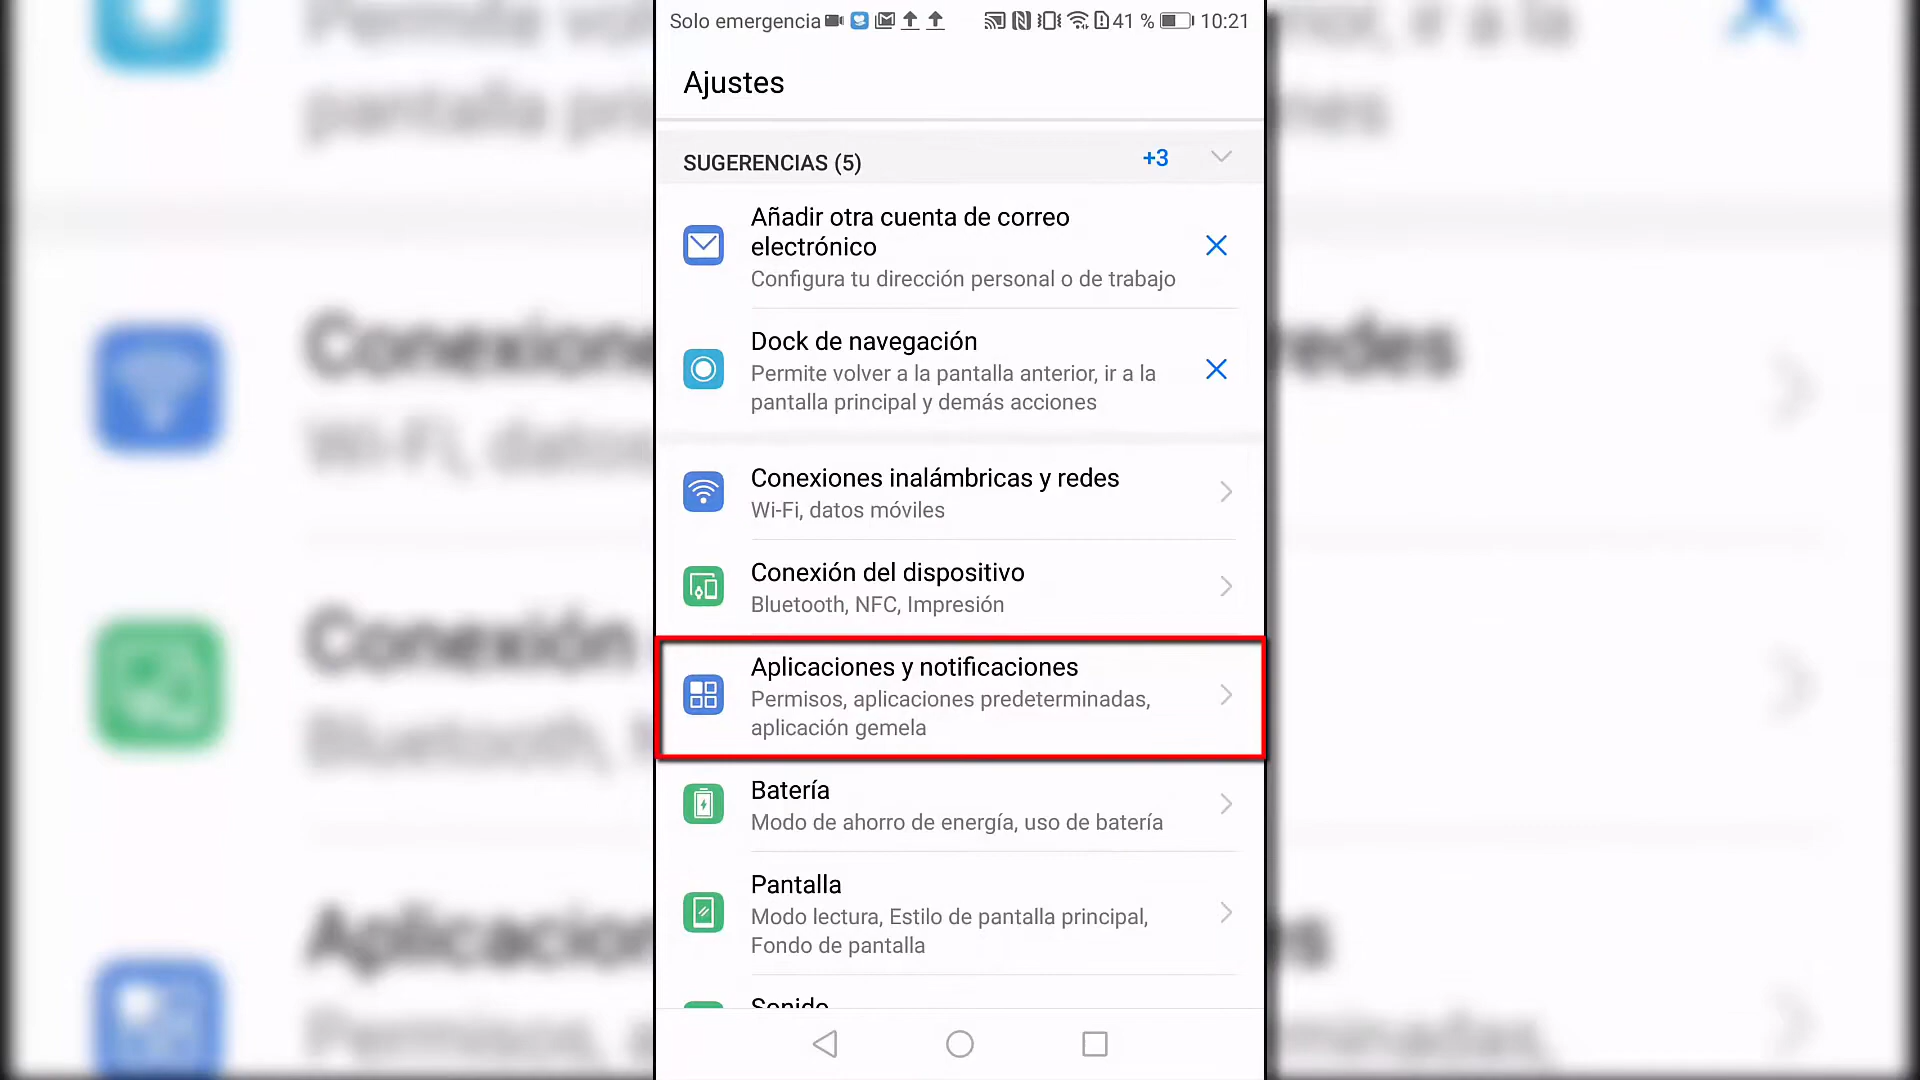 Solo emergencia 41 % 10:21
Ajustes
SUGERENCIAS (5) +3
Añadir otra cuenta de correo
electrónico
Configura tu dirección personal o de trabajo
Dock de navegación
Permite volver a la pantalla anterior, ir a la
pantalla principal y demás acciones
Conexiones inalámbricas y redes
Wi-Fi, datos móviles
Conexión del dispositivo
Bluetooth, NFC, Impresión
Aplicaciones y notificaciones
Permisos, aplicaciones predeterminadas,
aplicación gemela
Batería
Modo de ahorro de energía, uso de batería
Pantalla
Modo lectura, Estilo de pantalla principal,
Fondo de pantalla
Sonido